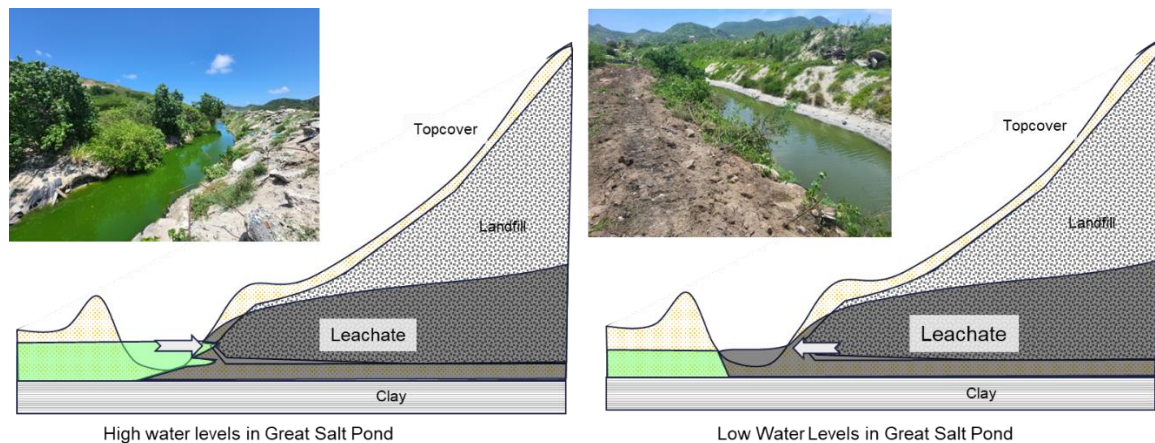 Topcover
Landfill
Leachate
Clay
High water levels in Great Salt Pond
Topcover
Landfill
Leachate
Clay
Low Water Levels in Great Salt Pond